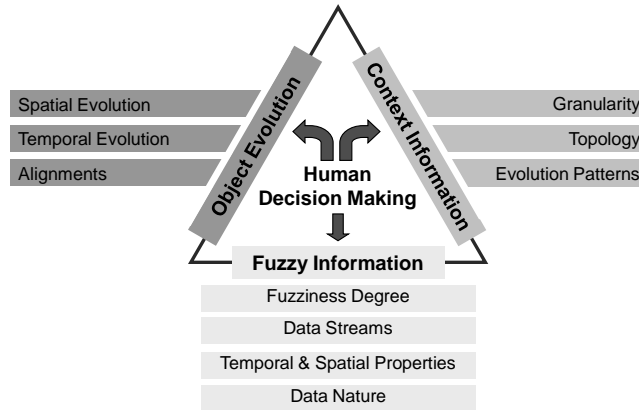 Object Evolution
Context Information
Spatial Evolution
Temporal Evolution
Alignments
Granularity
Topology
Evolution Patterns
Human
Decision Making
Fuzzy Information
Fuzziness Degree
Data Streams
Temporal & Spatial Properties
Data Nature